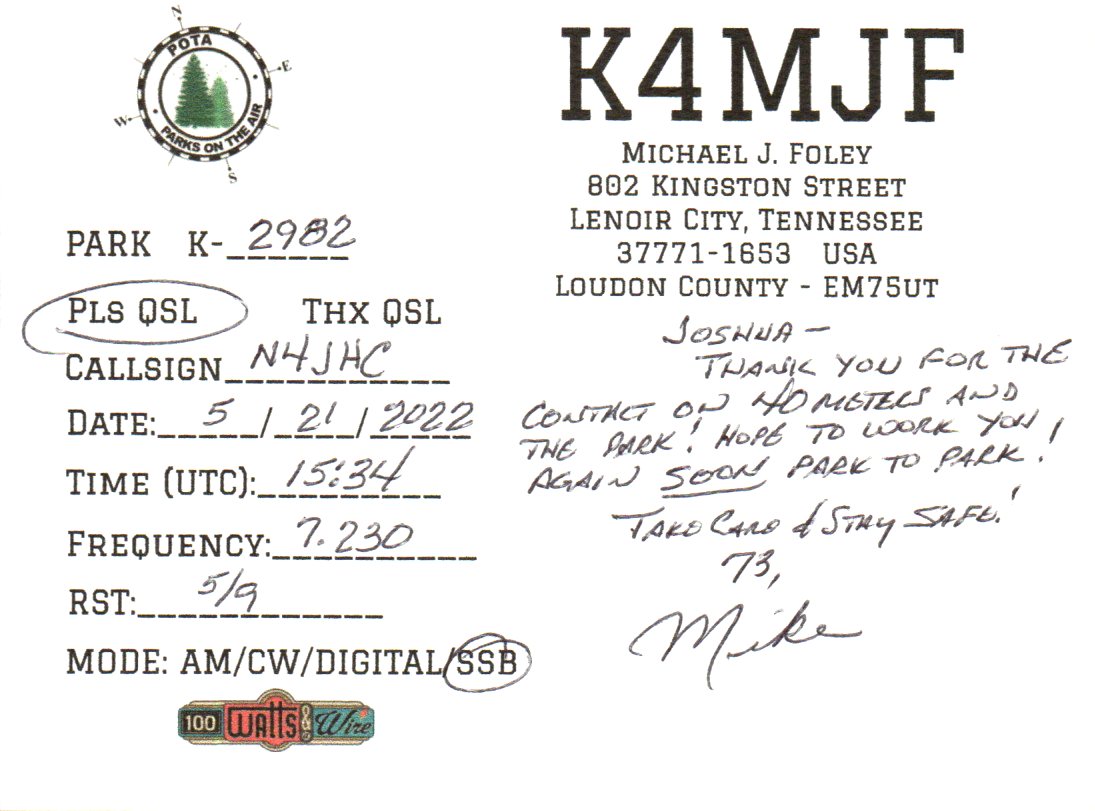 N
POTA
E
W
PARKS ON THE AIR
S
K4MJF
MICHAEL J. FOLEY
802 KINGSTON STREET
LENOIR CITY, TENNESSEE
37771-1653 USA
LOUDON COUNTY - EM75UT
PARK K-2982
PLS QSL THX QSL
CALLSIGN N4JHC
DATE: 5/21/2022
TIME (UTC): 15:34
FREQUENCY: 7.230
RST: 5/9
MODE: AM/CW/DIGITAL/SSB
100 WATTS & Wire
JOSHUA –
THANK YOU FOR THE
CONTACT ON 40 METERS AND
THE PARK! HOPE TO WORK YOU
AGAIN SOON PARK TO PARK!
TAKE CARE & STAY SAFE!
73,
Mike